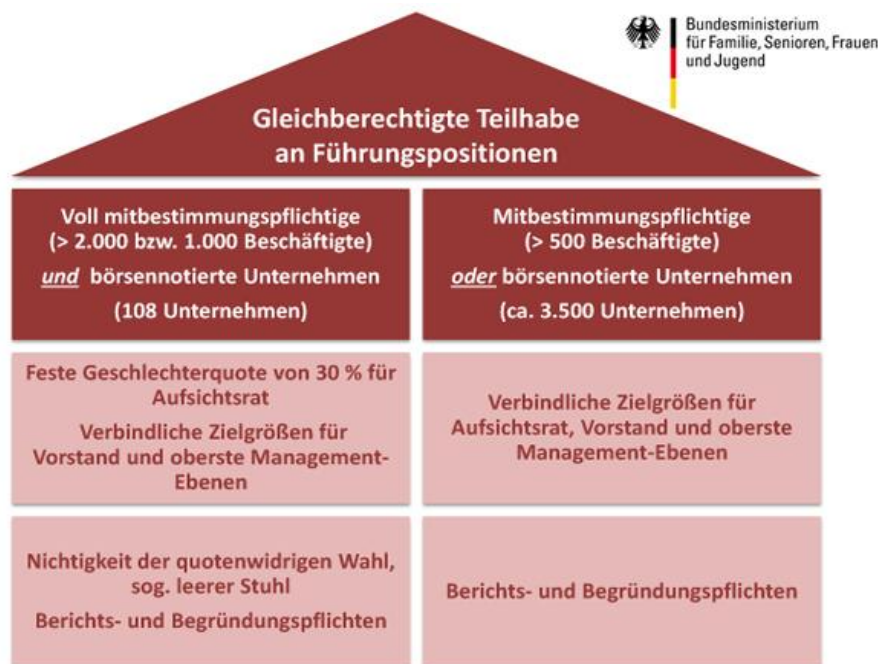 Bundesministerium
für Familie, Senioren, Frauen
und Jugend
Gleichberechtigte Teilhabe
an Führungspositionen
Voll mitbestimmungspflichtige
(> 2.000 bzw. 1.000 Beschäftigte)
und börsennotierte Unternehmen
(108 Unternehmen)
Mitbestimmungspflichtige
(> 500 Beschäftigte)
oder börsennotierte Unternehmen
(ca. 3.500 Unternehmen)
Feste Geschlechterquote von 30 % für
Aufsichtsrat
Verbindliche Zielgrößen für
Vorstand und oberste Management-
Ebenen
Verbindliche Zielgrößen für
Aufsichtsrat, Vorstand und oberste
Management-Ebenen
Nichtigkeit der quotenwidrigen Wahl,
sog. leerer Stuhl
Berichts- und Begründungspflichten
Berichts- und Begründungspflichten